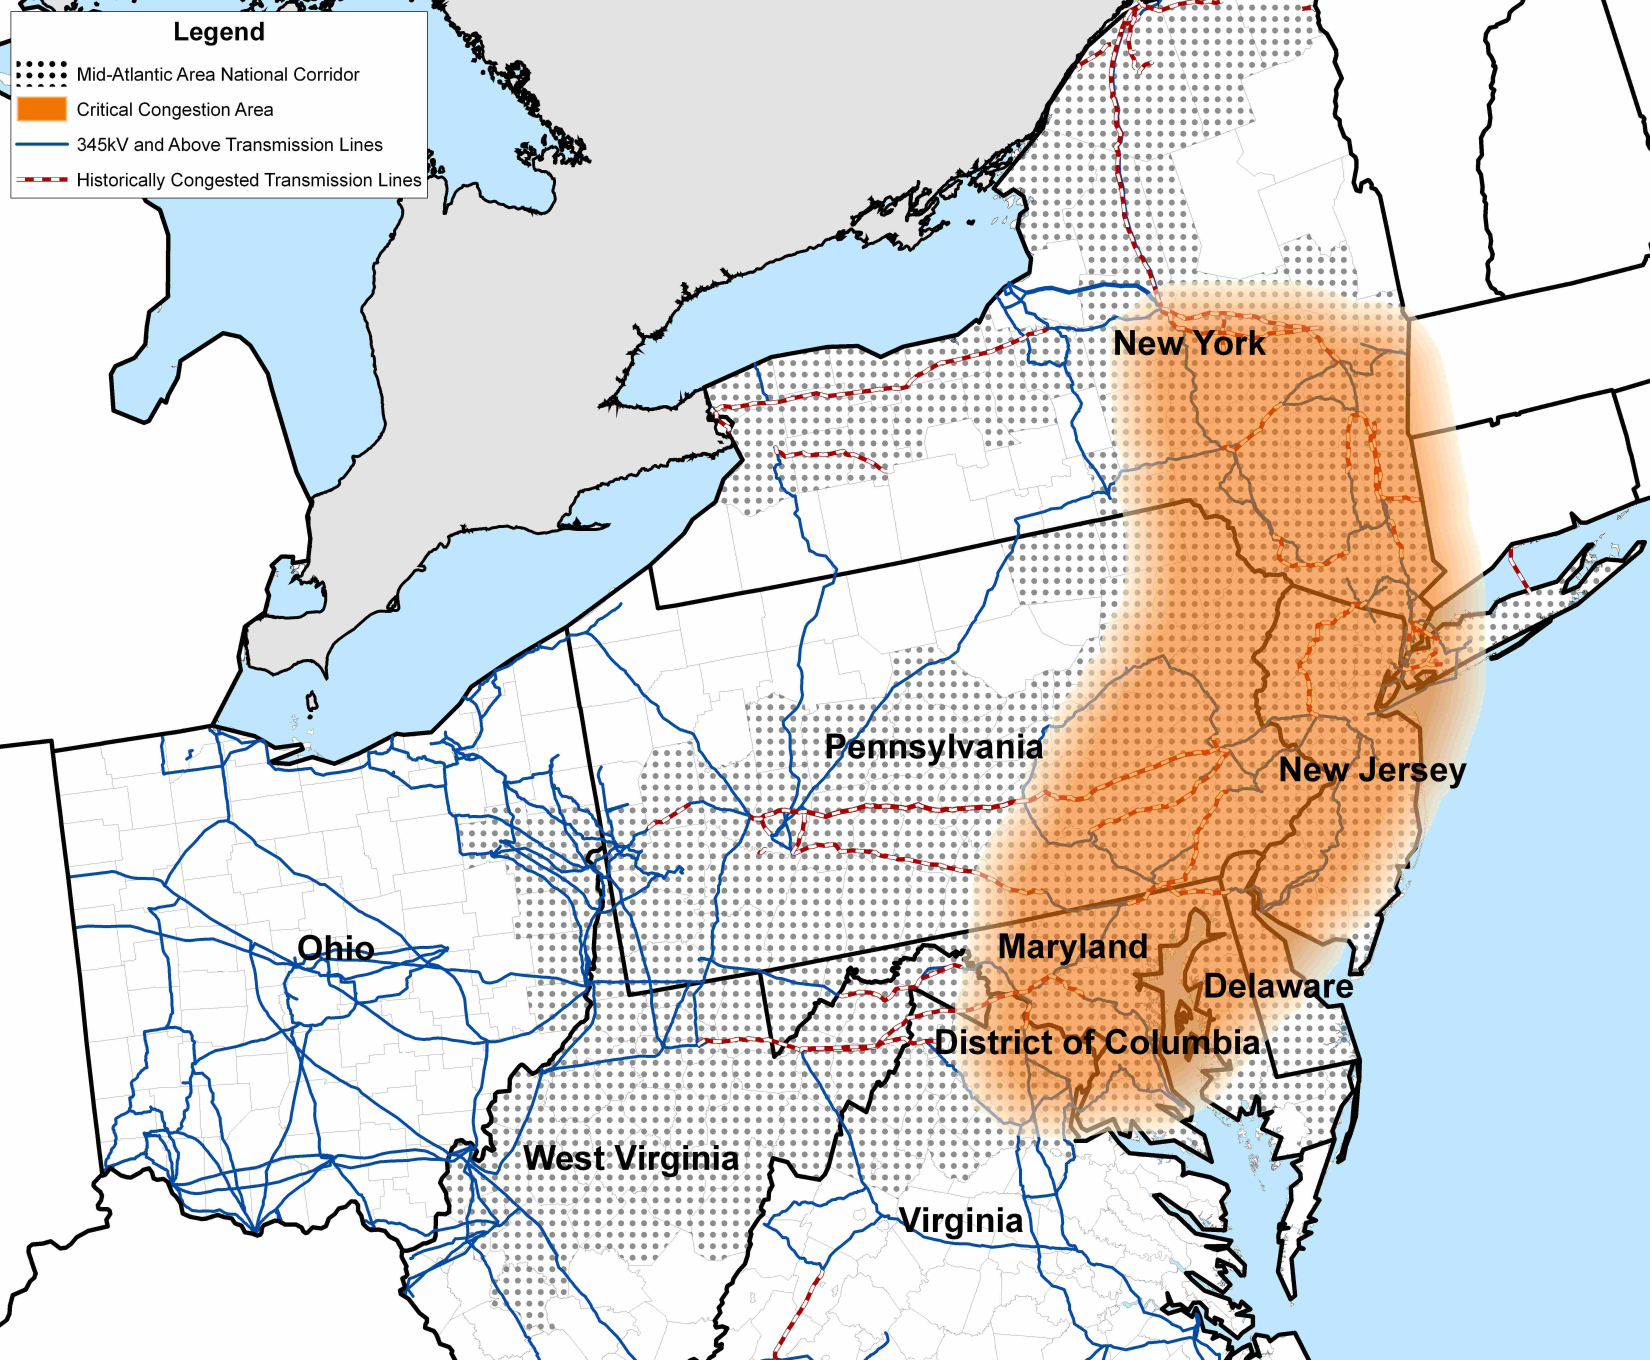 Legend
Mid-Atlantic Area National Corridor
Critical Congestion Area
345kV and Above Transmission Lines
Historically Congested Transmission Lines
New York
Pennsylvania
New Jersey
Ohio
Maryland
Delaware
District of Columbia
West Virginia
Virginia